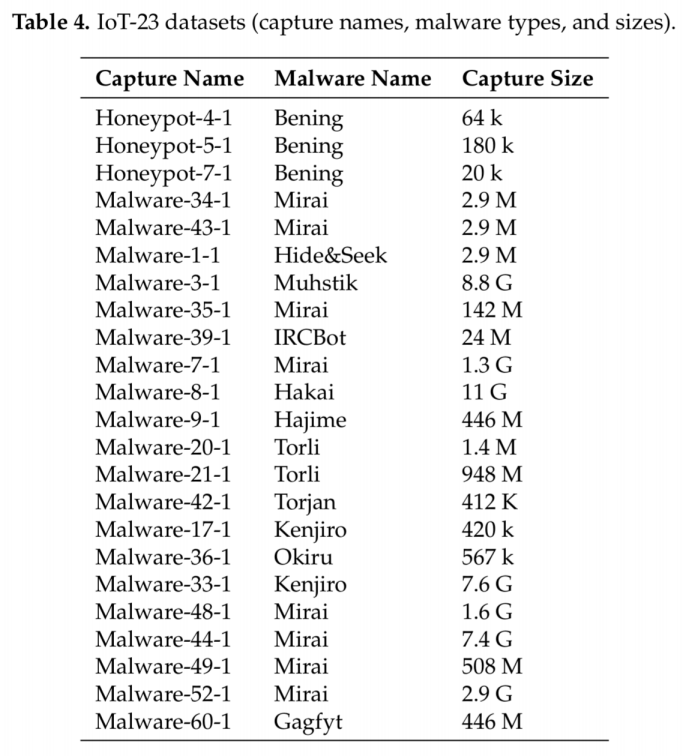 Table 4. IoT-23 datasets (capture names, malware types, and sizes).
Capture Name Malware Name Capture Size
Honeypot-4-1 Bening 64 k
Honeypot-5-1 Bening 180 k
Honeypot-7-1 Bening 20 k
Malware-34-1 Mirai 2.9 M
Malware-43-1 Mirai 2.9 M
Malware-1-1 Hide&Seek 2.9 M
Malware-3-1 Muhstik 8.8 G
Malware-35-1 Mirai 142 M
Malware-39-1 IRCBot 24 M
Malware-7-1 Mirai 1.3 G
Malware-8-1 Hakai 11 G
Malware-9-1 Hajime 446 M
Malware-20-1 Torli 1.4 M
Malware-21-1 Torli 948 M
Malware-42-1 Torjan 412 K
Malware-17-1 Kenjiro 420 k
Malware-36-1 Okiru 567 k
Malware-33-1 Kenjiro 7.6 G
Malware-48-1 Mirai 1.6 G
Malware-44-1 Mirai 7.4 G
Malware-49-1 Mirai 508 M
Malware-52-1 Mirai 2.9 G
Malware-60-1 Gagfyt 446 M